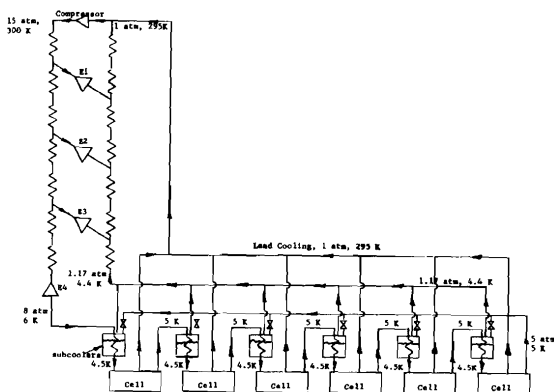 15 atm,
300 K
Compressor
1 atm, 295K
E1
E2
E3
1.17 atm
4.4 K
E4
8 atm
6 K
Lead Cooling, 1 atm, 295 K
4.4 K
5 K
5 K
5 K
5 K
5 K
5 atm
5 K
subcoolers
4.5K
4.5K
4.5K
4.5K
4.5K
4.5K
Cell
Cell
Cell
Cell
Cell
Cell